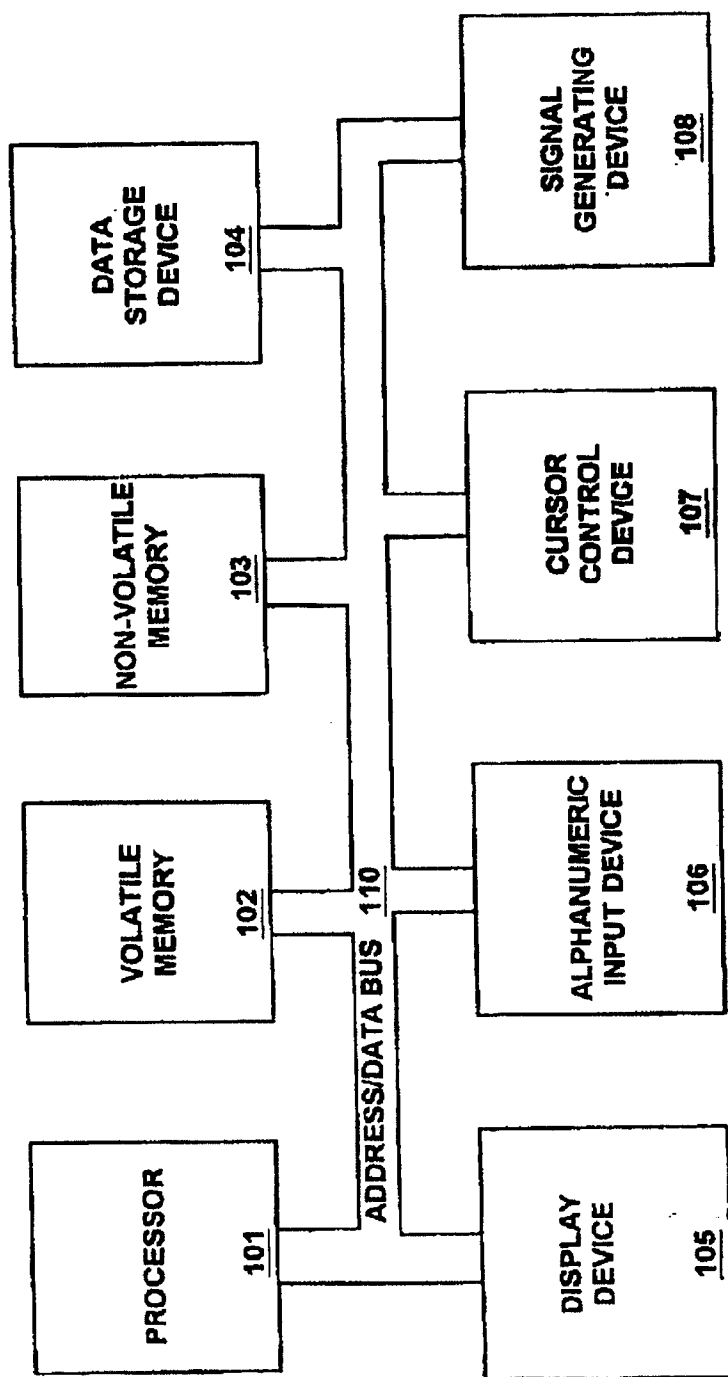 PROCESSOR
101
VOLATILE
MEMORY
102
NON-VOLATILE
MEMORY
103
DATA
STORAGE
DEVICE
104
ADDRESS/DATA BUS 110
DISPLAY
DEVICE
105
ALPHANUMERIC
INPUT DEVICE
106
CURSOR
CONTROL
DEVICE
107
SIGNAL
GENERATING
DEVICE
108